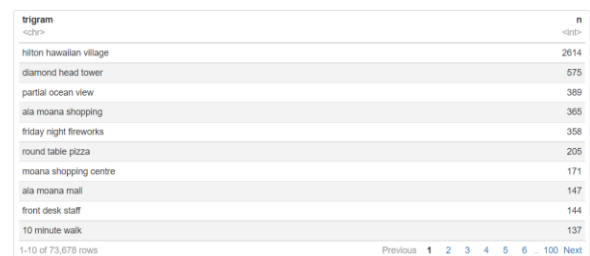 trigram n
<chr> <int>
hilton hawaiian village 2614
diamond head tower 575
partial ocean view 389
ala moana shopping 365
friday night fireworks 358
round table pizza 205
moana shopping centre 171
ala moana mall 147
front desk staff 144
10 minute walk 137
1-10 of 73,678 rows Previous 1 2 3 4 5 6 ... 100 Next